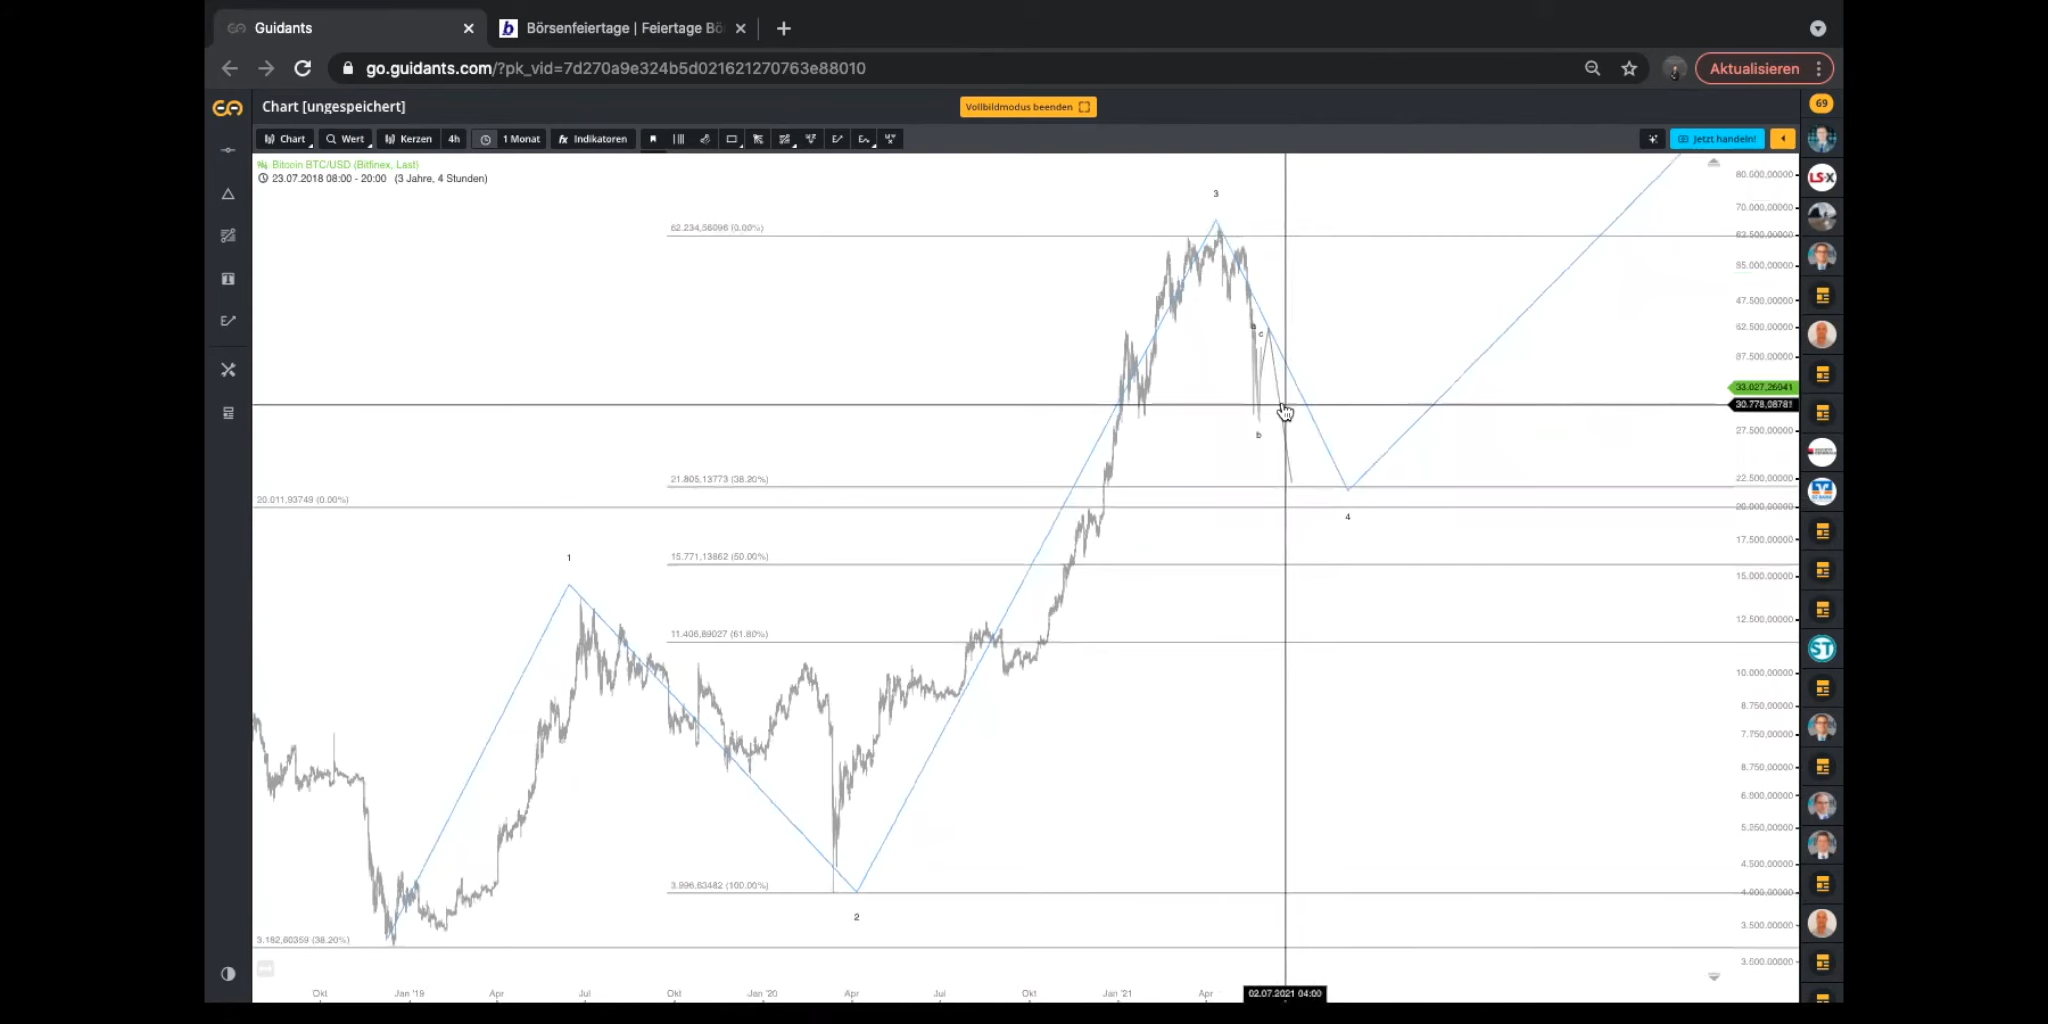 Guidants
Börsenfeiertage | Feiertage Bö
go.guidants.com/?pk_vid=7d270a9e324b5d021621270763e88010
Aktualisieren
Chart [ungespeichert]
Vollbildmodus beenden
69
Chart
Wert
Kerzen
4h
1 Monat
fx Indikatoren
Jetzt handeln!
Bitcoin BTC/USD (Bitfinex, Last)
23.07.2018 08:00 - 20:00 (3 Jahre, 4 Stunden)
LS-X
80.000,00000
3
70.000,00000
62.234,56096 (0.00%)
62.500,00000
55.000,00000
47.500,00000
a
c
37.500,00000
33.027,26941
30.778,08781
b
27.500,00000
21.805,13773 (38.20%)
22.500,00000
20.011,93749 (0.00%)
20.000,00000
4
17.500,00000
1
15.771,13862 (50.00%)
15.000,00000
12.500,00000
11.406,89027 (61.80%)
ST
10.000,00000
8.750,00000
7.750,00000
6.000,00000
5.250,00000
4.500,00000
3.996,63482 (100.00%)
4.000,00000
2
3.500,00000
3.182,60359 (38.20%)
3.000,00000
Okt
Jan '19
Apr
Jul
Okt
Jan '20
Apr
Jul
Okt
Jan '21
Apr
02.07.2021 04:00